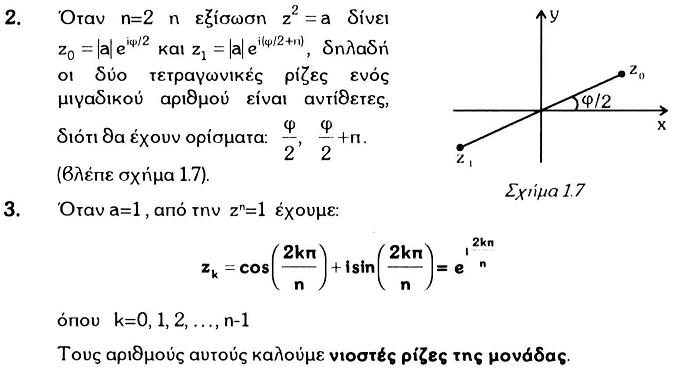 2. Όταν n=2 η εξίσωση z² = a δίνει
z₀ = |a| e^{iφ/2} και z₁ = |a| e^{i(φ/2+π)}, δηλαδή
οι δύο τετραγωνικές ρίζες ενός
μιγαδικού αριθμού είναι αντίθετες,
διότι θα έχουν ορίσματα: φ/2, φ/2 +π.
(βλέπε σχήμα 1.7).
y
z₀
φ/2
x
z₁
Σχήμα 1.7
3. Όταν a=1, από την zⁿ=1 έχουμε:
z_k = cos(2kπ/n) + isin(2kπ/n) = e^{i 2kπ/n}
όπου k=0, 1, 2, ..., n-1
Τους αριθμούς αυτούς καλούμε νιοστές ρίζες της μονάδας.